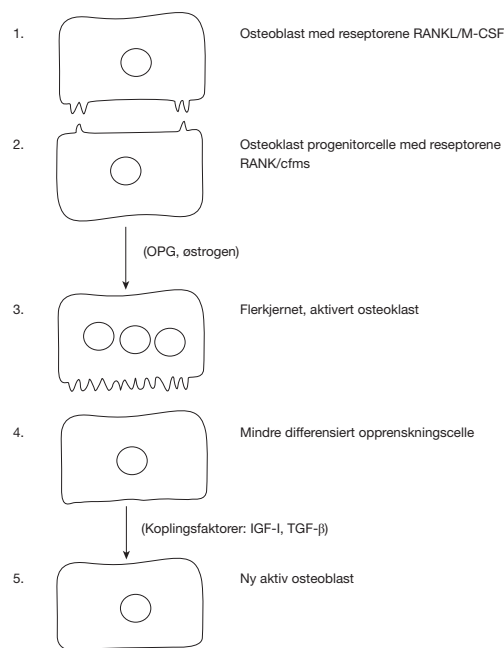 1. Osteoblast med reseptorene RANKL/M-CSF
2. Osteoklast progenitorcelle med reseptorene
RANK/cfms
(OPG, østrogen)
3. Flerkjernet, aktivert osteoklast
4. Mindre differensiert opprenskningscelle
(Koplingsfaktorer: IGF-I, TGF-β)
5. Ny aktiv osteoblast